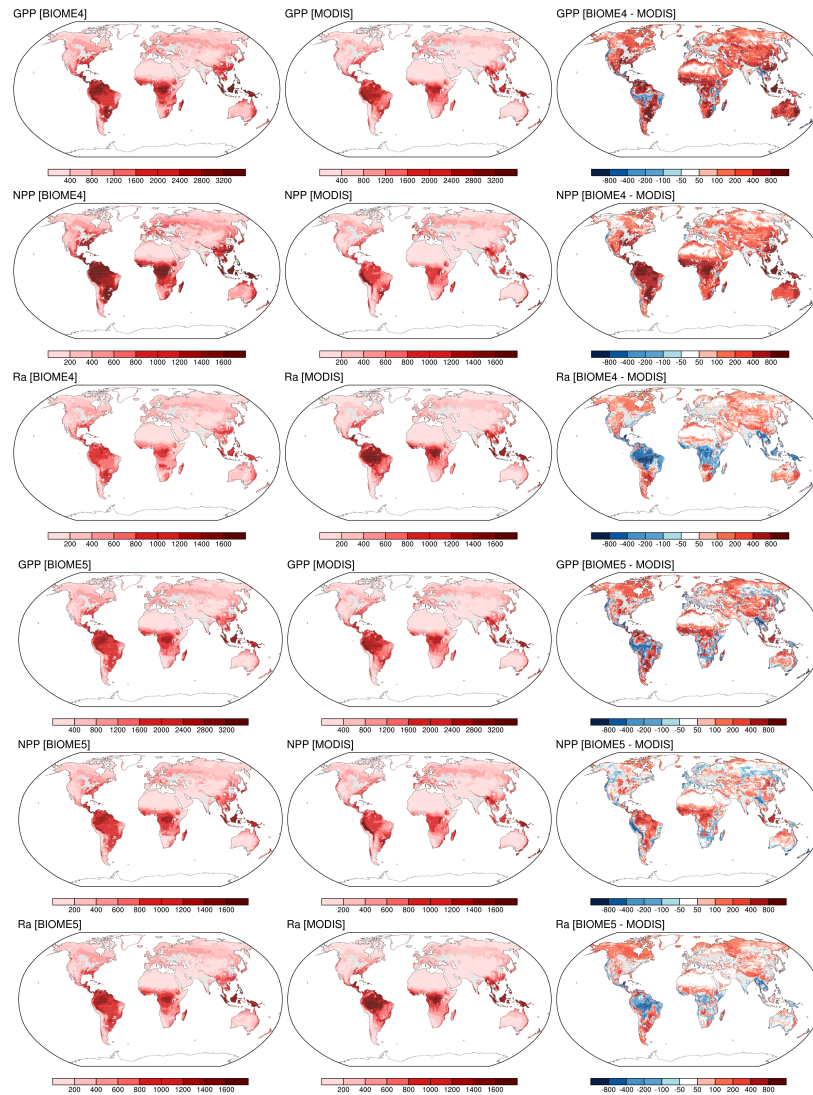 GPP [BIOME4] GPP [MODIS] GPP [BIOME4 - MODIS]
400 800 1200 1600 2000 2400 2800 3200 400 800 1200 1600 2000 2400 2800 3200 -800 -400 -200 -100 -50 50 100 200 400 800
NPP [BIOME4] NPP [MODIS] NPP [BIOME4 - MODIS]
200 400 600 800 1000 1200 1400 1600 200 400 600 800 1000 1200 1400 1600 -800 -400 -200 -100 -50 50 100 200 400 800
Ra [BIOME4] Ra [MODIS] Ra [BIOME4 - MODIS]
200 400 600 800 1000 1200 1400 1600 200 400 600 800 1000 1200 1400 1600 -800 -400 -200 -100 -50 50 100 200 400 800
GPP [BIOME5] GPP [MODIS] GPP [BIOME5 - MODIS]
400 800 1200 1600 2000 2400 2800 3200 400 800 1200 1600 2000 2400 2800 3200 -800 -400 -200 -100 -50 50 100 200 400 800
NPP [BIOME5] NPP [MODIS] NPP [BIOME5 - MODIS]
200 400 600 800 1000 1200 1400 1600 200 400 600 800 1000 1200 1400 1600 -800 -400 -200 -100 -50 50 100 200 400 800
Ra [BIOME5] Ra [MODIS] Ra [BIOME5 - MODIS]
200 400 600 800 1000 1200 1400 1600 200 400 600 800 1000 1200 1400 1600 -800 -400 -200 -100 -50 50 100 200 400 800